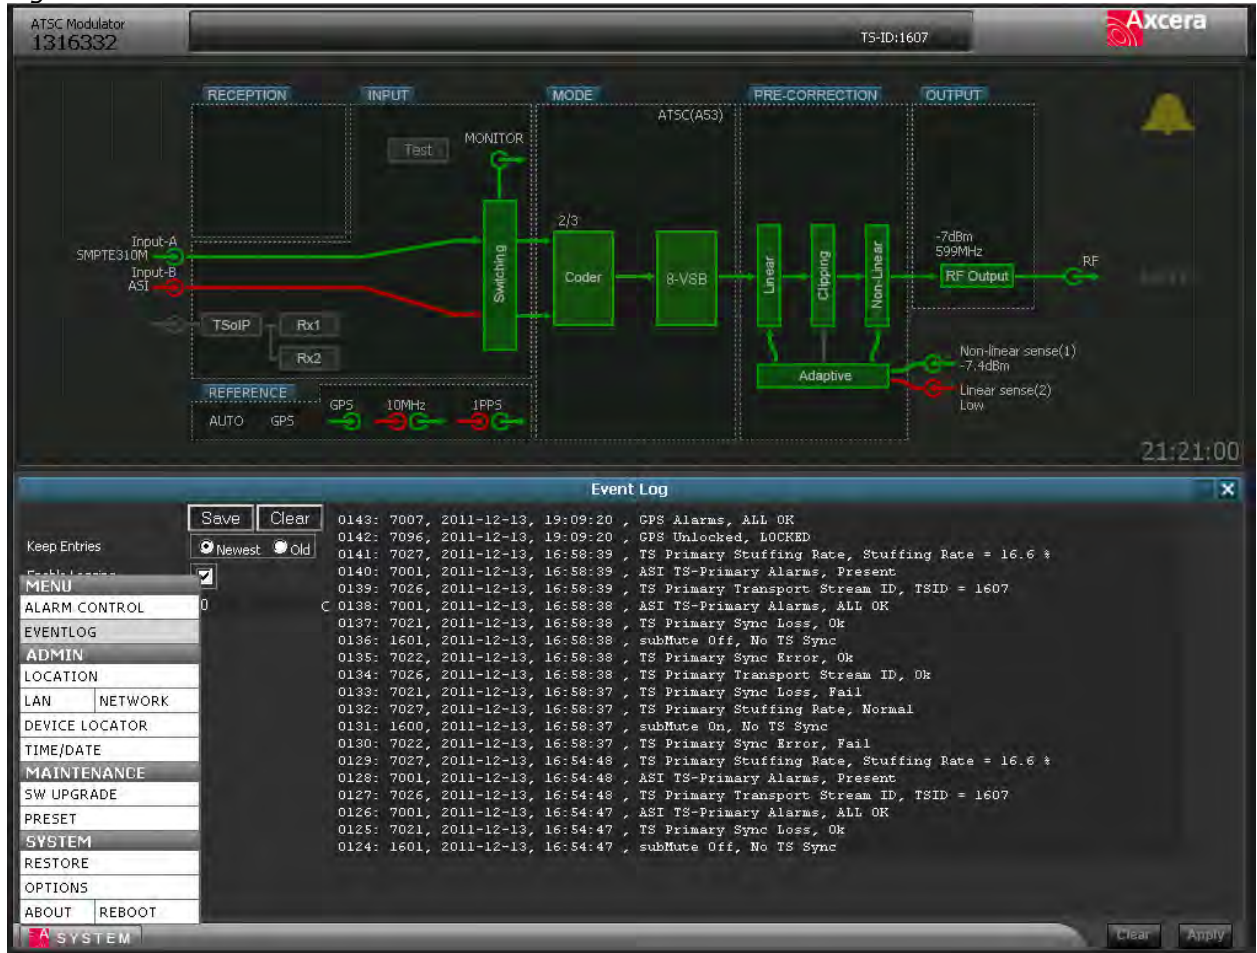 ATSC Modulator
1316332
TS-ID:1607
Axcera
RECEPTION
INPUT
MODE
PRE-CORRECTION
OUTPUT
ATSC(A53)
Test
MONITOR
2/3
Input-A
SMPTE310M
Input-B
ASI
Switching
Coder
8-VSB
Linear
Clipping
Non-Linear
-7dBm
599MHz
RF Output
RF
TSoIP
Rx1
Rx2
Adaptive
Non-linear sense(1)
-7.4dBm
Linear sense(2)
Low
REFERENCE
AUTO GPS
GPS
10MHz
1PPS
21:21:00
Event Log
X
Save
Clear
Keep Entries
Newest
Old
0
C
0143: 7007, 2011-12-13, 19:09:20 , GPS Alarms, ALL OK
0142: 7096, 2011-12-13, 19:09:20 , GPS Unlocked, LOCKED
0141: 7027, 2011-12-13, 16:58:39 , TS Primary Stuffing Rate, Stuffing Rate = 16.6 %
0140: 7001, 2011-12-13, 16:58:39 , ASI TS-Primary Alarms, Present
0139: 7026, 2011-12-13, 16:58:39 , TS Primary Transport Stream ID, TSID = 1607
0138: 7001, 2011-12-13, 16:58:38 , ASI TS-Primary Alarms, ALL OK
0137: 7021, 2011-12-13, 16:58:38 , TS Primary Sync Loss, Ok
0136: 1601, 2011-12-13, 16:58:38 , subMute Off, No TS Sync
0135: 7022, 2011-12-13, 16:58:38 , TS Primary Sync Error, Ok
0134: 7026, 2011-12-13, 16:58:38 , TS Primary Transport Stream ID, Ok
0133: 7021, 2011-12-13, 16:58:37 , TS Primary Sync Loss, Fail
0132: 7027, 2011-12-13, 16:58:37 , TS Primary Stuffing Rate, Normal
0131: 1600, 2011-12-13, 16:58:37 , subMute On, No TS Sync
0130: 7022, 2011-12-13, 16:58:37 , TS Primary Sync Error, Fail
0129: 7027, 2011-12-13, 16:54:48 , TS Primary Stuffing Rate, Stuffing Rate = 16.6 %
0128: 7001, 2011-12-13, 16:54:48 , ASI TS-Primary Alarms, Present
0127: 7026, 2011-12-13, 16:54:48 , TS Primary Transport Stream ID, TSID = 1607
0126: 7001, 2011-12-13, 16:54:47 , ASI TS-Primary Alarms, ALL OK
0125: 7021, 2011-12-13, 16:54:47 , TS Primary Sync Loss, Ok
0124: 1601, 2011-12-13, 16:54:47 , subMute Off, No TS Sync
MENU
ALARM CONTROL
EVENTLOG
ADMIN
LOCATION
LAN NETWORK
DEVICE LOCATOR
TIME/DATE
MAINTENANCE
SW UPGRADE
PRESET
SYSTEM
RESTORE
OPTIONS
ABOUT REBOOT
SYSTEM
Clear
Apply